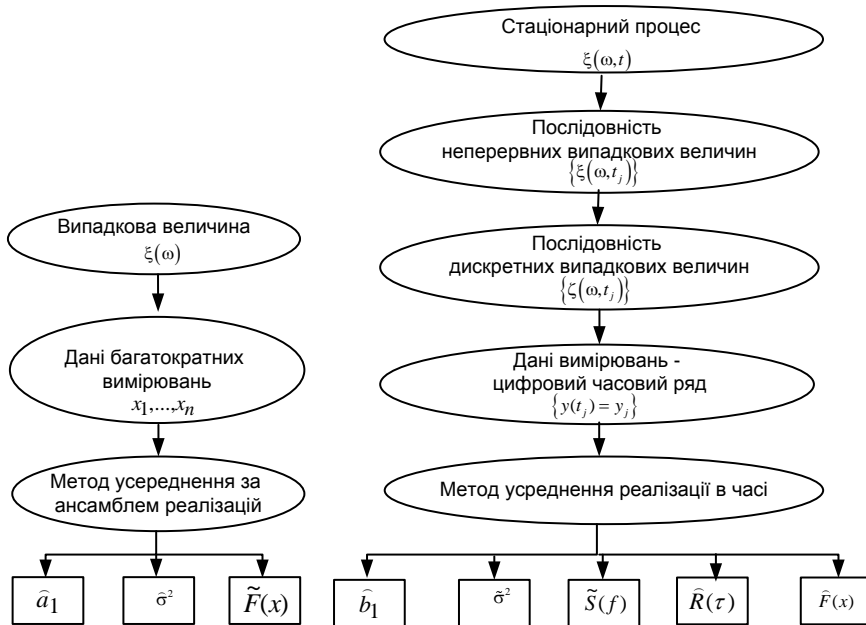 Випадкова величина
ξ(ω)
Дані багатократних
вимірювань
x₁,...,xₙ
Метод усереднення за
ансамблем реалізацій
â₁
σ̂²
F̃(x)
Стаціонарний процес
ξ(ω,t)
Послідовність
неперервних випадкових величин
{ξ(ω,tⱼ)}
Послідовність
дискретних випадкових величин
{ζ(ω,tⱼ)}
Дані вимірювань -
цифровий часовий ряд
{y(tⱼ) = yⱼ}
Метод усреднення реалізації в часі
b̂₁
σ̃²
S̃(f)
R̂(τ)
F̂(x)